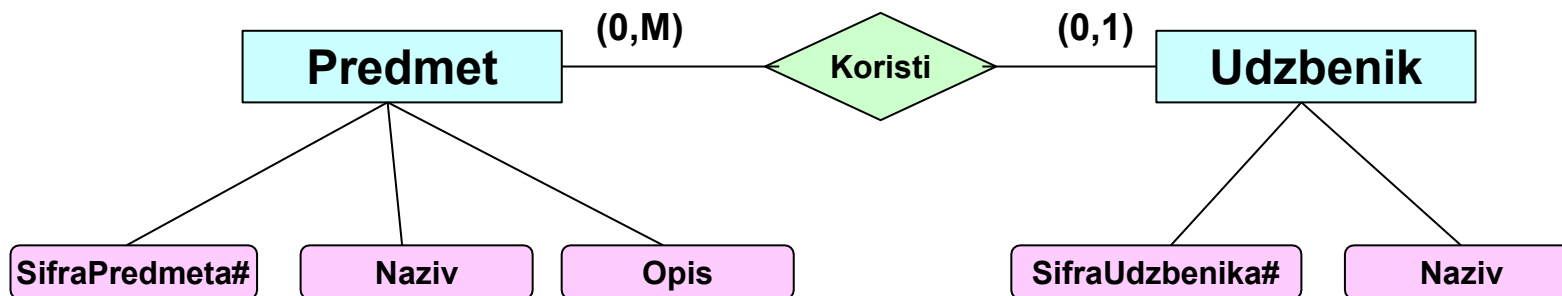 (0,M)
(0,1)
Predmet
Koristi
Udzbenik
SifraPredmeta#
Naziv
Opis
SifraUdzbenika#
Naziv